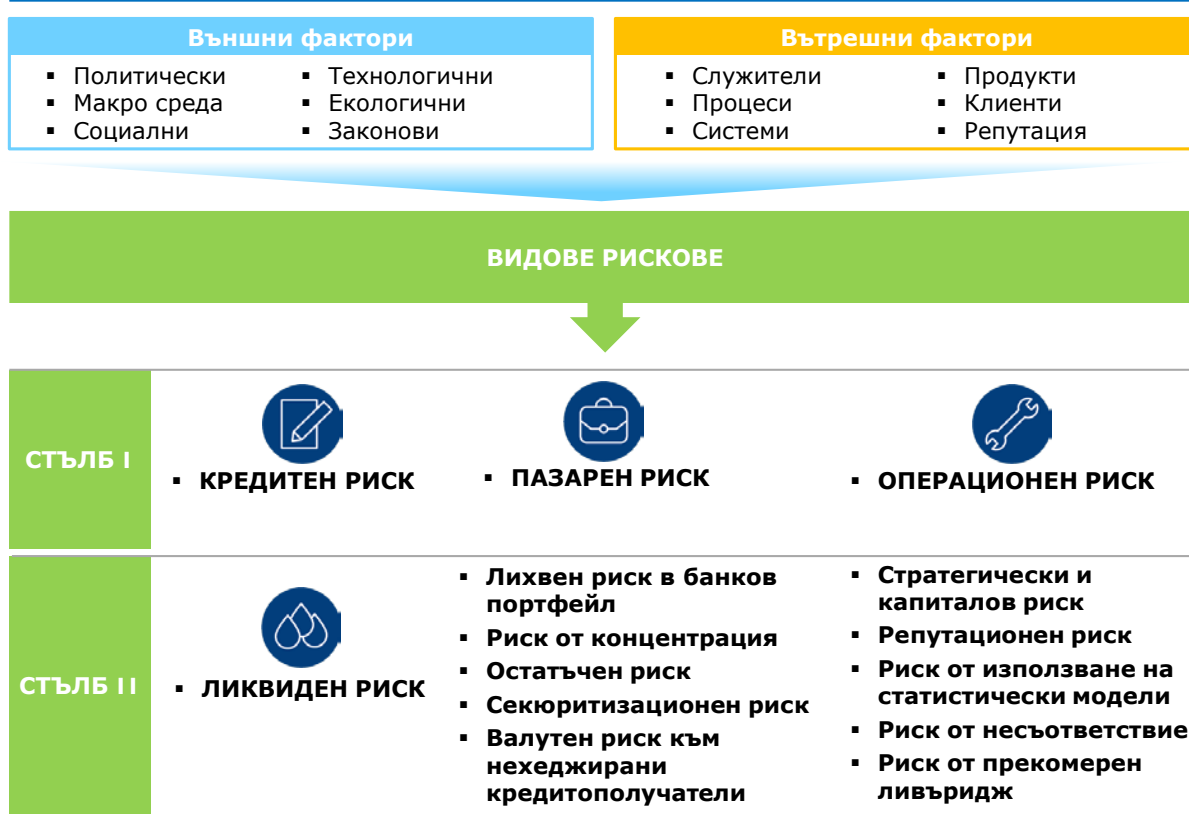 Външни фактори
▪ Политически
▪ Макро среда
▪ Социални
▪ Технологични
▪ Екологични
▪ Законови
Вътрешни фактори
▪ Служители
▪ Процеси
▪ Системи
▪ Продукти
▪ Клиенти
▪ Репутация
ВИДОВЕ РИСКОВЕ
СТЪЛБ I
▪ КРЕДИТЕН РИСК
▪ ПАЗАРЕН РИСК
▪ ОПЕРАЦИОНЕН РИСК
СТЪЛБ II
▪ ЛИКВИДЕН РИСК
▪ Лихвен риск в банков
портфейл
▪ Риск от концентрация
▪ Остатъчен риск
▪ Секюритизационен риск
▪ Валутен риск към
нехеджирани
кредитополучатели
▪ Стратегически и
капиталов риск
▪ Репутационен риск
▪ Риск от използване на
статистически модели
▪ Риск от несъответствие
▪ Риск от прекомерен
ливъридж